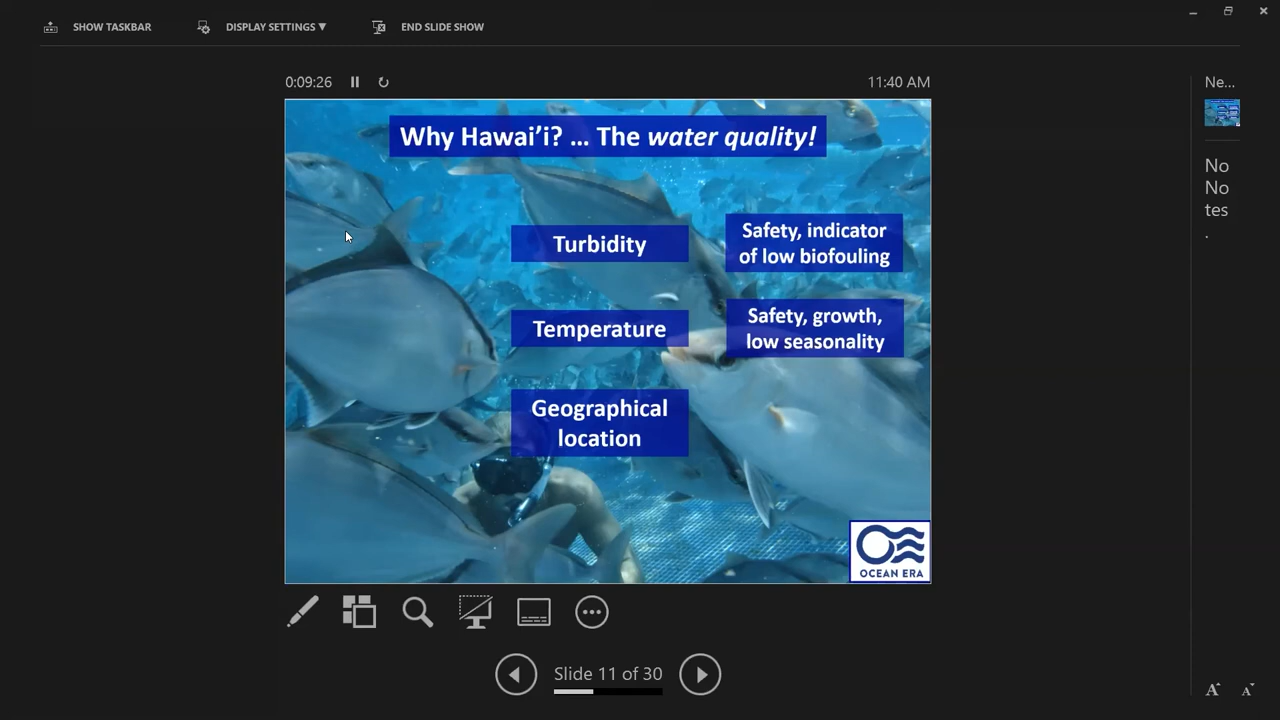 SHOW TASKBAR
DISPLAY SETTINGS ▼
END SLIDE SHOW
0:09:26
11:40 AM
Ne...
Why Hawai’i? ... The water quality!
Turbidity
Safety, indicator
of low biofouling
Temperature
Safety, growth,
low seasonality
Geographical
location
OCEAN ERA
No
No
tes
.
Slide 11 of 30
A
A